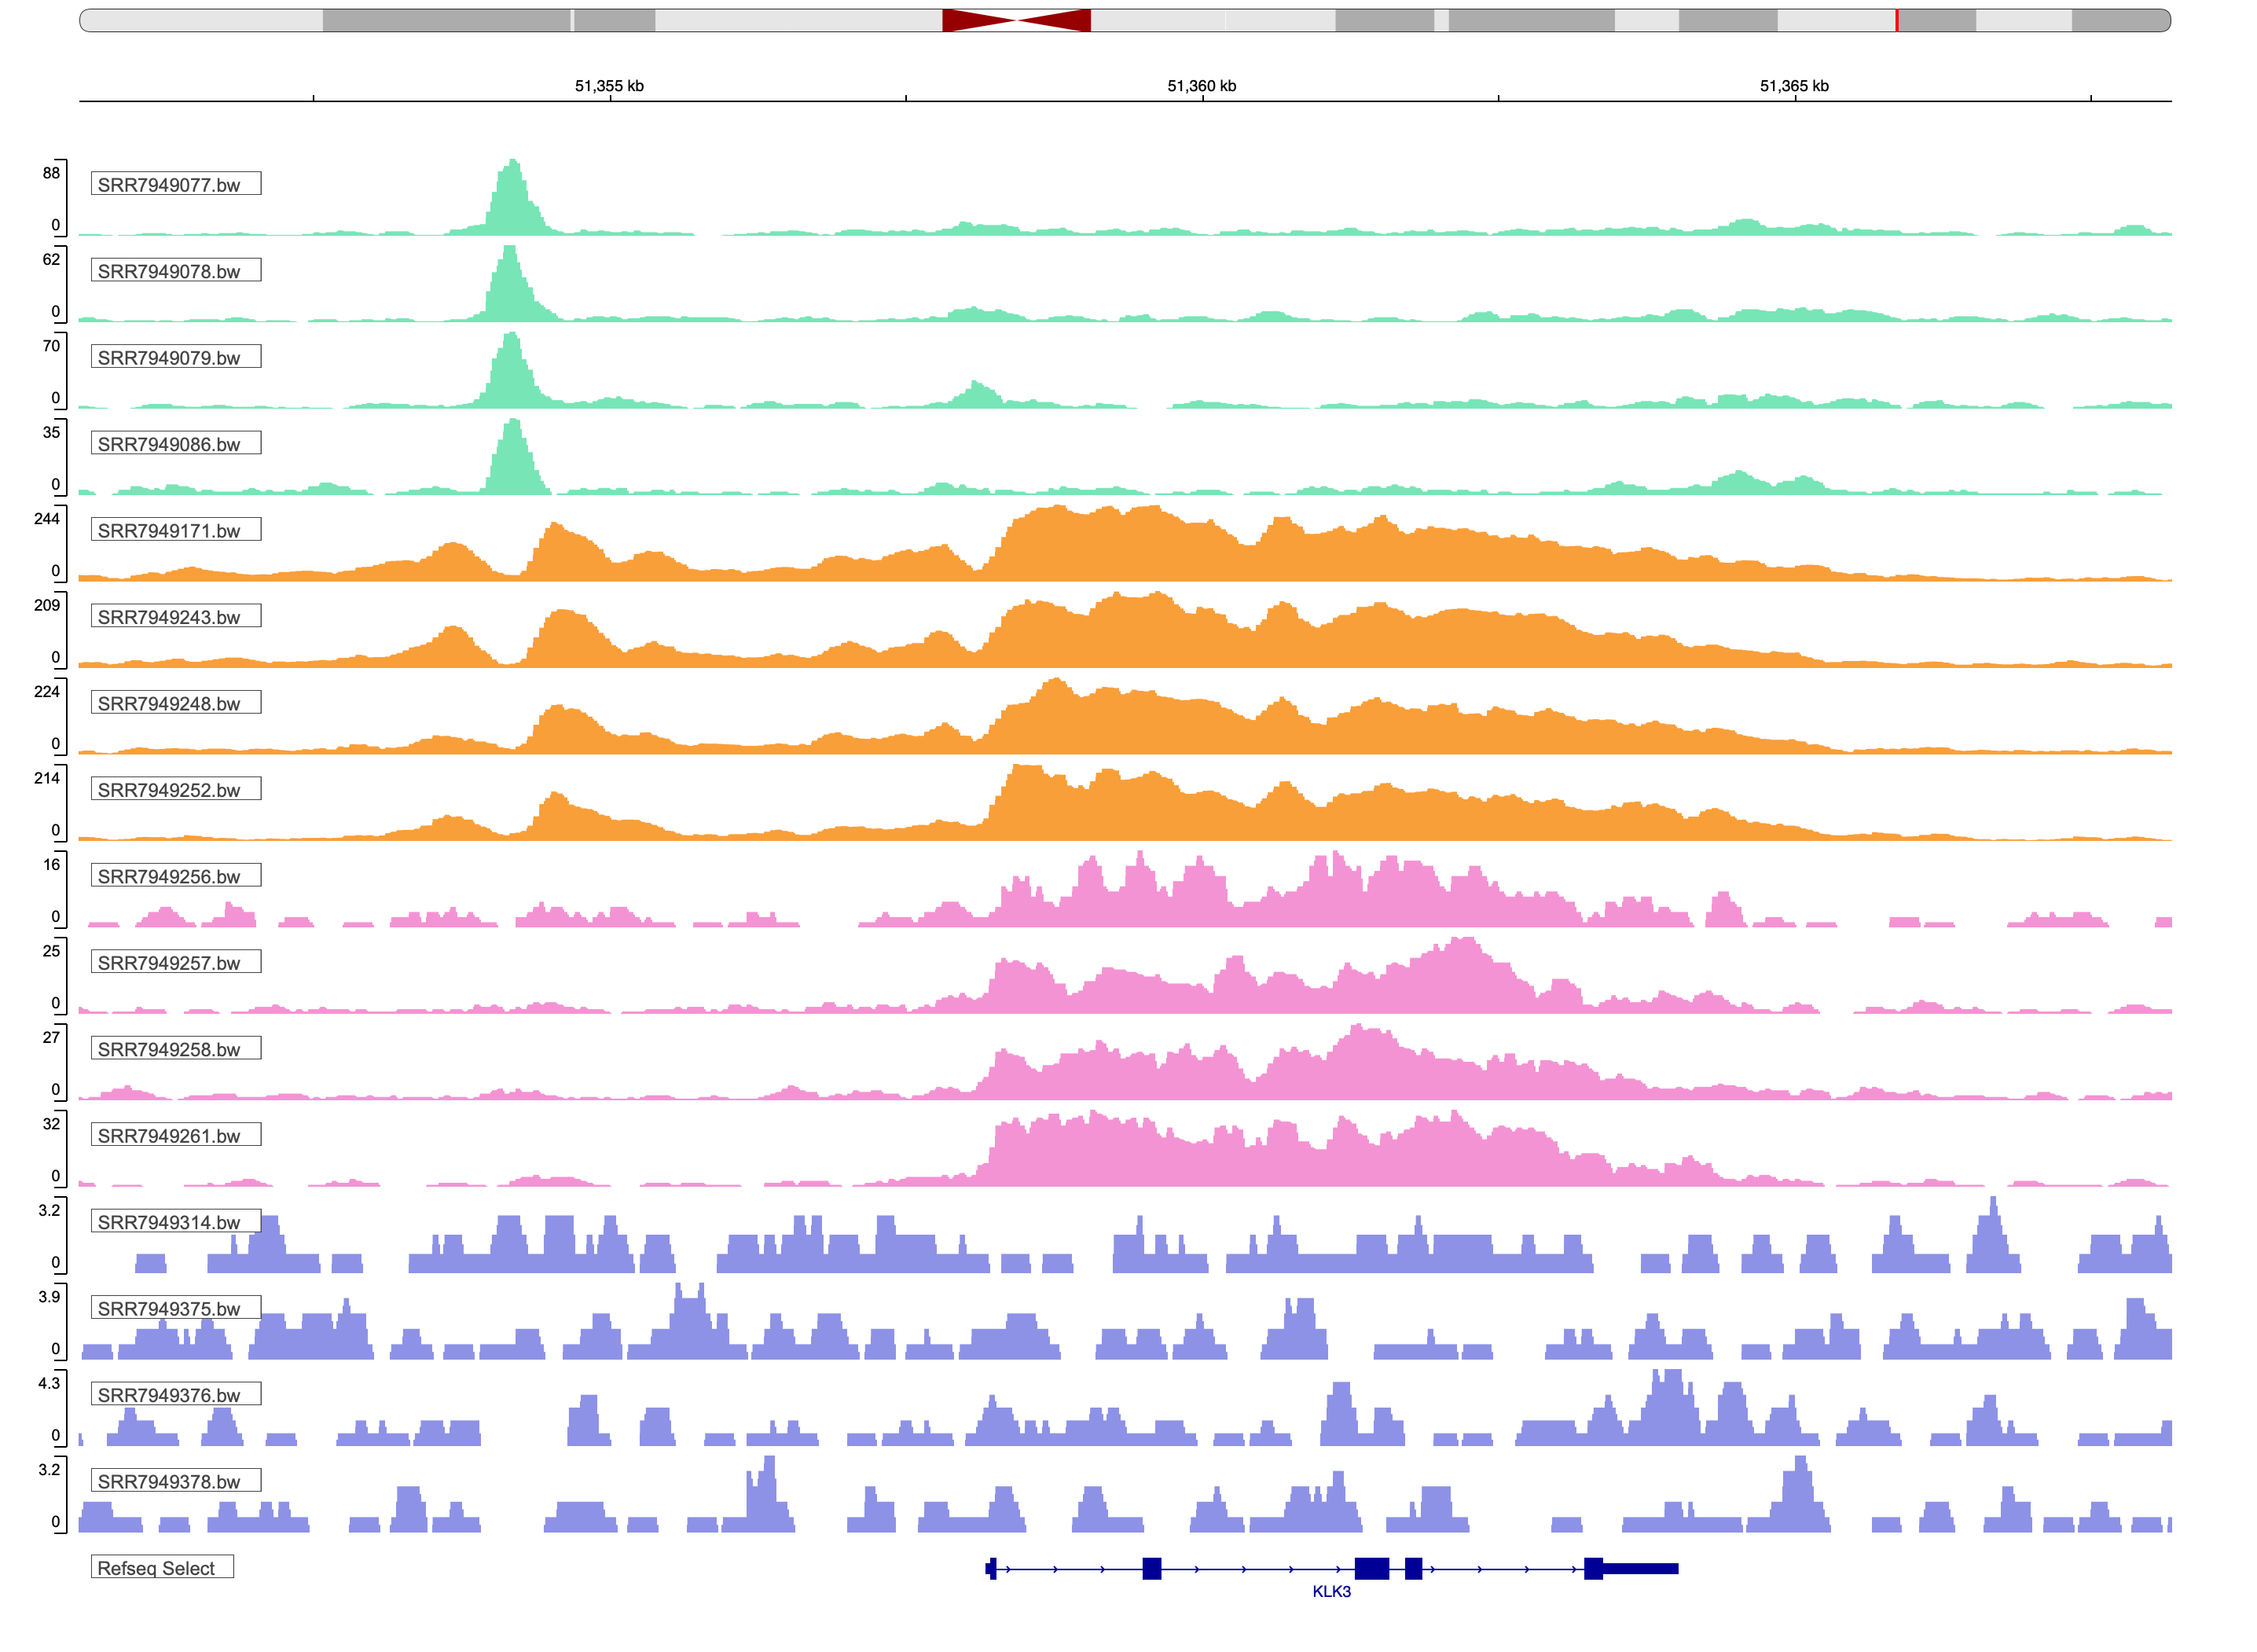 51,355 kb 51,360 kb 51,365 kb
88
SRR7949077.bw
0
62
SRR7949078.bw
0
70
SRR7949079.bw
0
35
SRR7949086.bw
0
244
SRR7949171.bw
0
209
SRR7949243.bw
0
224
SRR7949248.bw
0
214
SRR7949252.bw
0
16
SRR7949256.bw
0
25
SRR7949257.bw
0
27
SRR7949258.bw
0
32
SRR7949261.bw
0
3.2
SRR7949314.bw
0
3.9
SRR7949375.bw
0
4.3
SRR7949376.bw
0
3.2
SRR7949378.bw
0
Refseq Select
KLK3